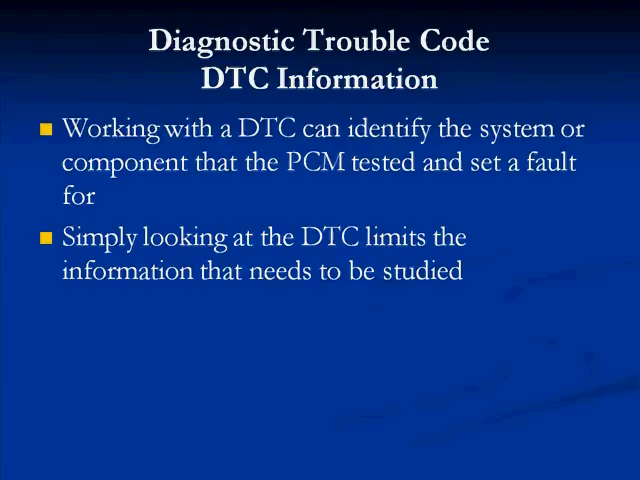 Diagnostic Trouble Code
DTC Information
Working with a DTC can identify the system or
component that the PCM tested and set a fault
for
Simply looking at the DTC limits the
information that needs to be studied